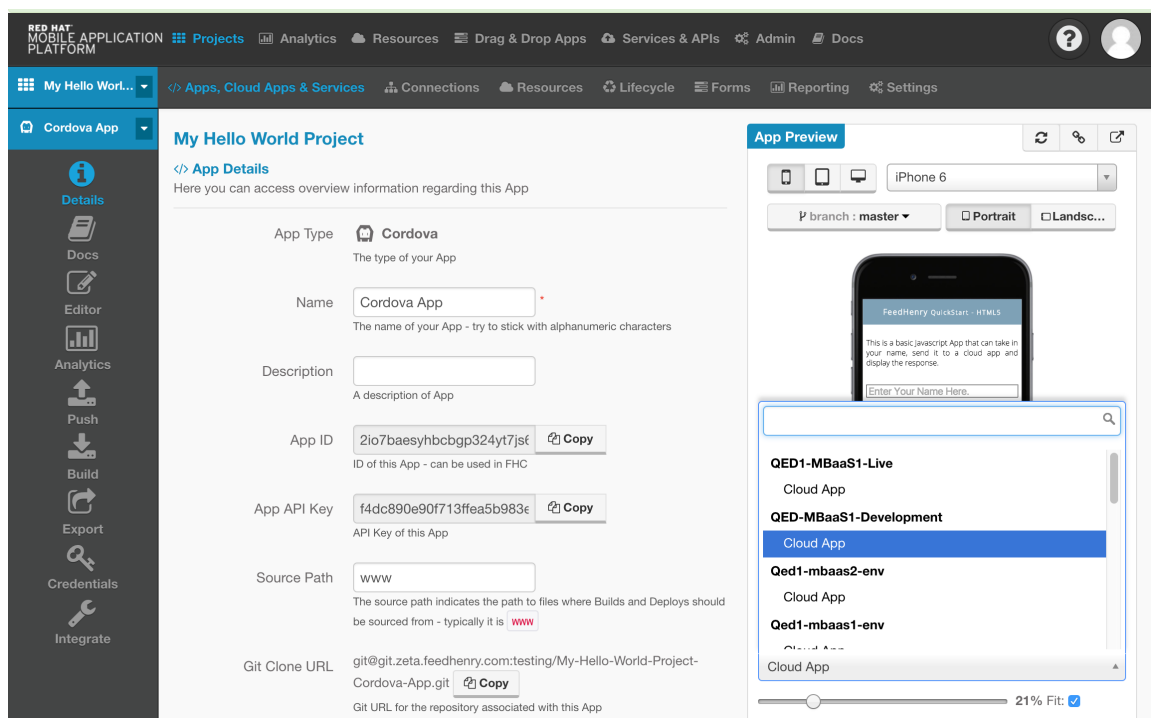 RED HAT
MOBILE APPLICATION
PLATFORM
Projects Analytics Resources Drag & Drop Apps Services & APIs Admin Docs
?
My Hello Worl... Apps, Cloud Apps & Services Connections Resources Lifecycle Forms Reporting Settings
Cordova App
Details
Docs
Editor
Analytics
Push
Build
Export
Credentials
Integrate
My Hello World Project
</> App Details
Here you can access overview information regarding this App
App Type Cordova
The type of your App
Name Cordova App *
The name of your App - try to stick with alphanumeric characters
Description
A description of App
App ID 2io7baesyhbcbgp324yt7js6 Copy
ID of this App - can be used in FHC
App API Key f4dc890e90f713ffea5b983e Copy
API Key of this App
Source Path www
The source path indicates the path to files where Builds and Deploys should
be sourced from - typically it is www
Git Clone URL git@git.zeta.feedhenry.com:testing/My-Hello-World-Project-
Cordova-App.git Copy
Git URL for the repository associated with this App
App Preview
iPhone 6
branch : master Portrait Landsc...
FeedHenry QuickStart - HTML5
This is a basic Javascript App that can take in
your name, send it to a cloud app and
display the response.
Enter Your Name Here.
QED1-MBaaS1-Live
Cloud App
QED-MBaaS1-Development
Cloud App
Qed1-mbaas2-env
Cloud App
Qed1-mbaas1-env
Cloud App
Cloud App
21% Fit: